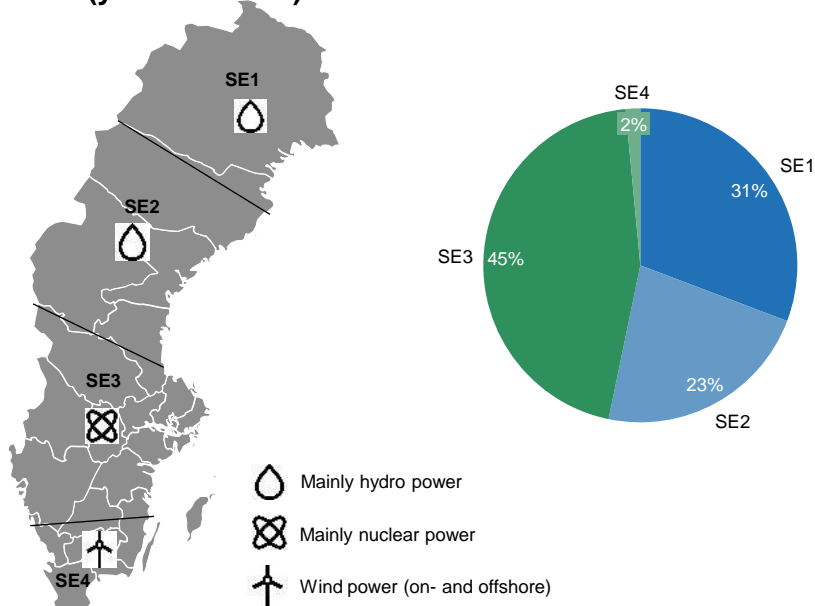 SE1
SE2
SE3
SE4
SE4
2%
SE1
31%
SE3
45%
23%
SE2
Mainly hydro power
Mainly nuclear power
Wind power (on- and offshore)